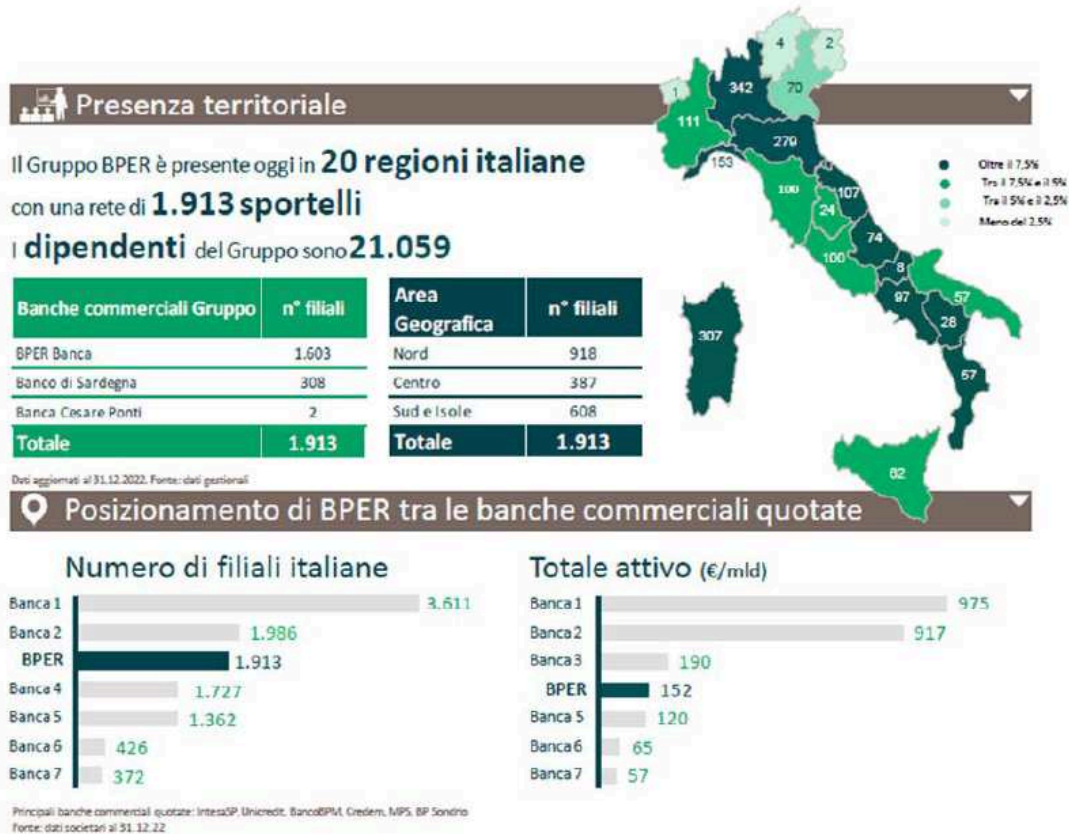 Presenza territoriale
Il Gruppo BPER è presente oggi in 20 regioni italiane
con una rete di 1.913 sportelli
I dipendenti del Gruppo sono 21.059
Banche commerciali Gruppo n° filiali
BPER Banca 1.603
Banco di Sardegna 308
Banca Cesare Ponti 2
Totale 1.913
Area Geografica n° filiali
Nord 918
Centro 387
Sud e Isole 608
Totale 1.913
Dati aggiornati al 31.12.2022. Fonte: dati gestionali
4
2
1
342
70
111
279
153
100
107
24
74
100
8
97
57
28
307
57
62
Oltre il 7,5%
Tra il 7,5% e il 5%
Tra il 5% e il 2,5%
Meno del 2,5%
Posizionamento di BPER tra le banche commerciali quotate
Numero di filiali italiane
Banca 1 3.611
Banca 2 1.986
BPER 1.913
Banca 4 1.727
Banca 5 1.362
Banca 6 426
Banca 7 372
Totale attivo (€/mld)
Banca 1 975
Banca 2 917
Banca 3 190
BPER 152
Banca 5 120
Banca 6 65
Banca 7 57
Principali banche commerciali quotate: IntesaSP, Unicredit, BancoBPM, Credem, MPS, BP Sondrio
Fonte: dati societari al 31.12.22